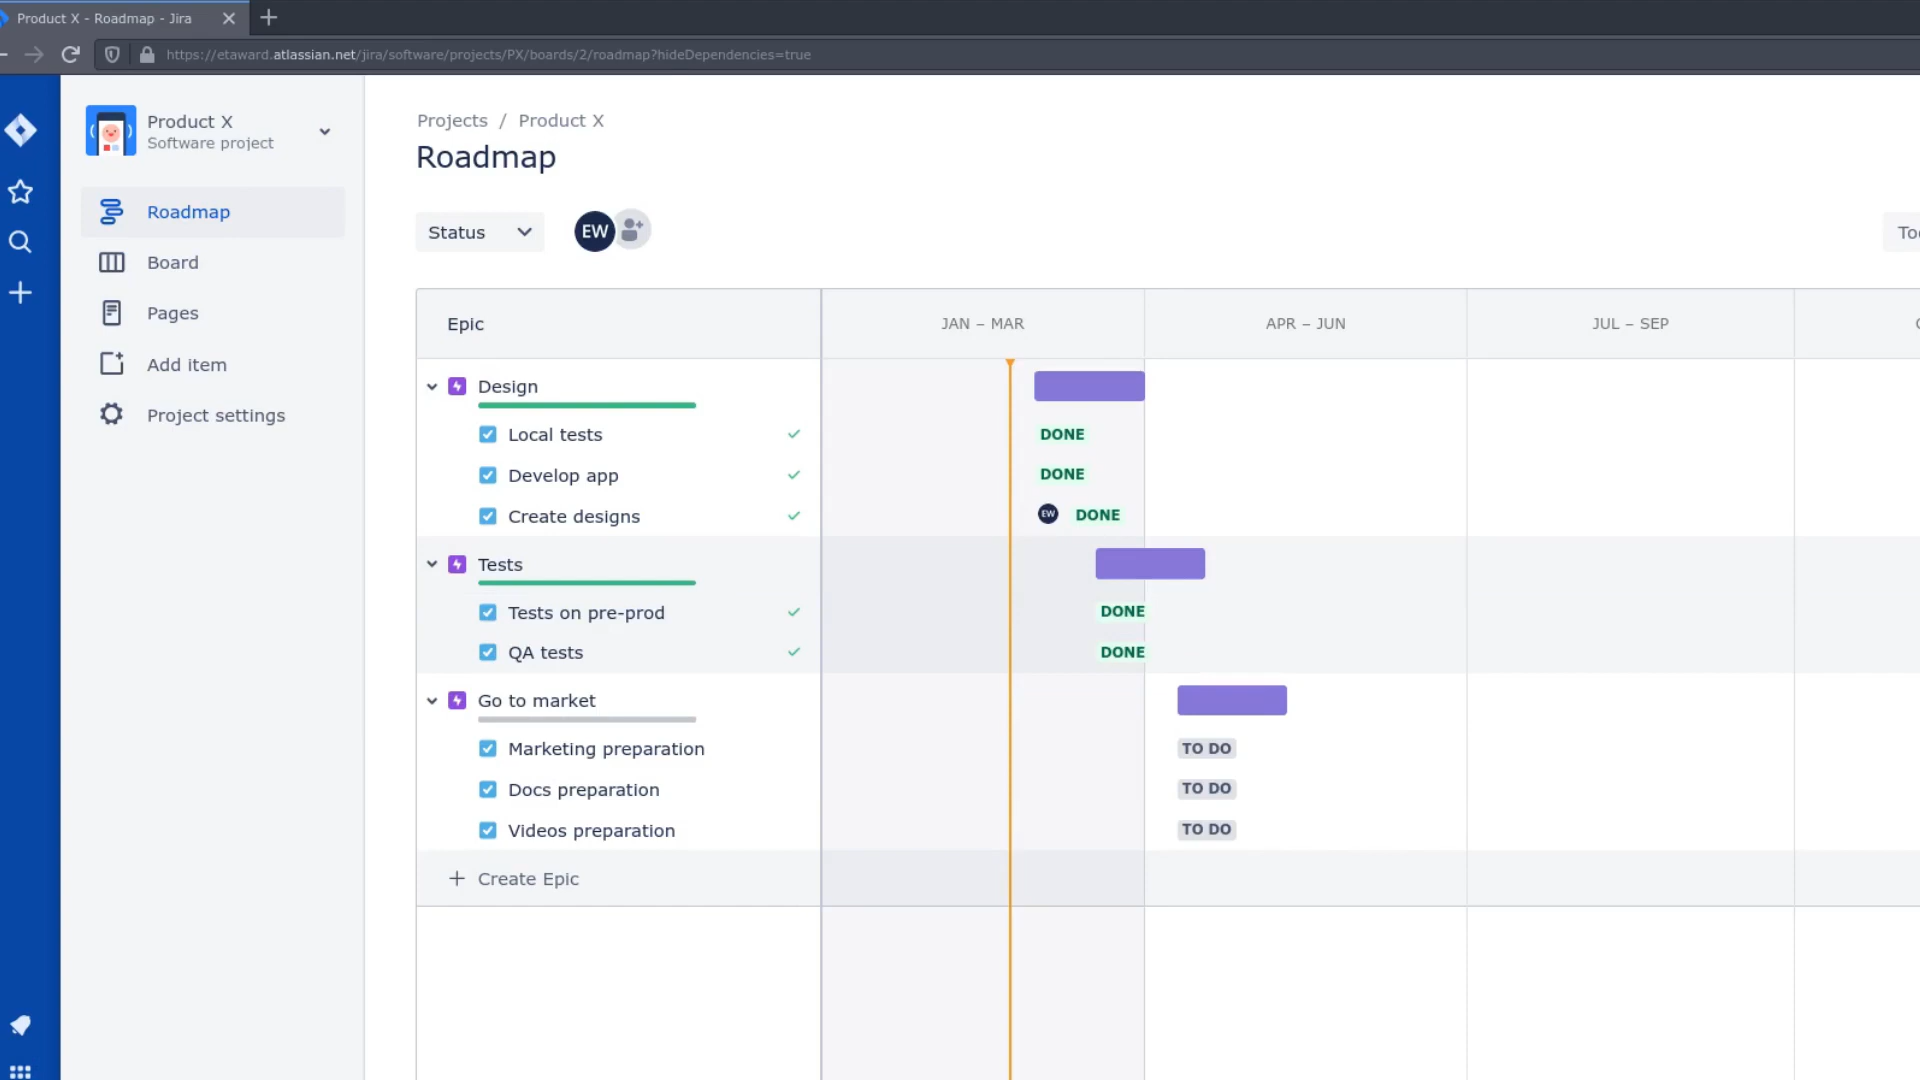 Product X - Roadmap - Jira
https://etaward.atlassian.net/jira/software/projects/PX/boards/2/roadmap?hideDependencies=true
Product X
Software project
Roadmap
Board
Pages
Add item
Project settings
Projects / Product X
Roadmap
Status
EW
Epic
JAN – MAR
APR – JUN
JUL – SEP
Design
Local tests
DONE
Develop app
DONE
Create designs
EW
DONE
Tests
Tests on pre-prod
DONE
QA tests
DONE
Go to market
Marketing preparation
TO DO
Docs preparation
TO DO
Videos preparation
TO DO
Create Epic